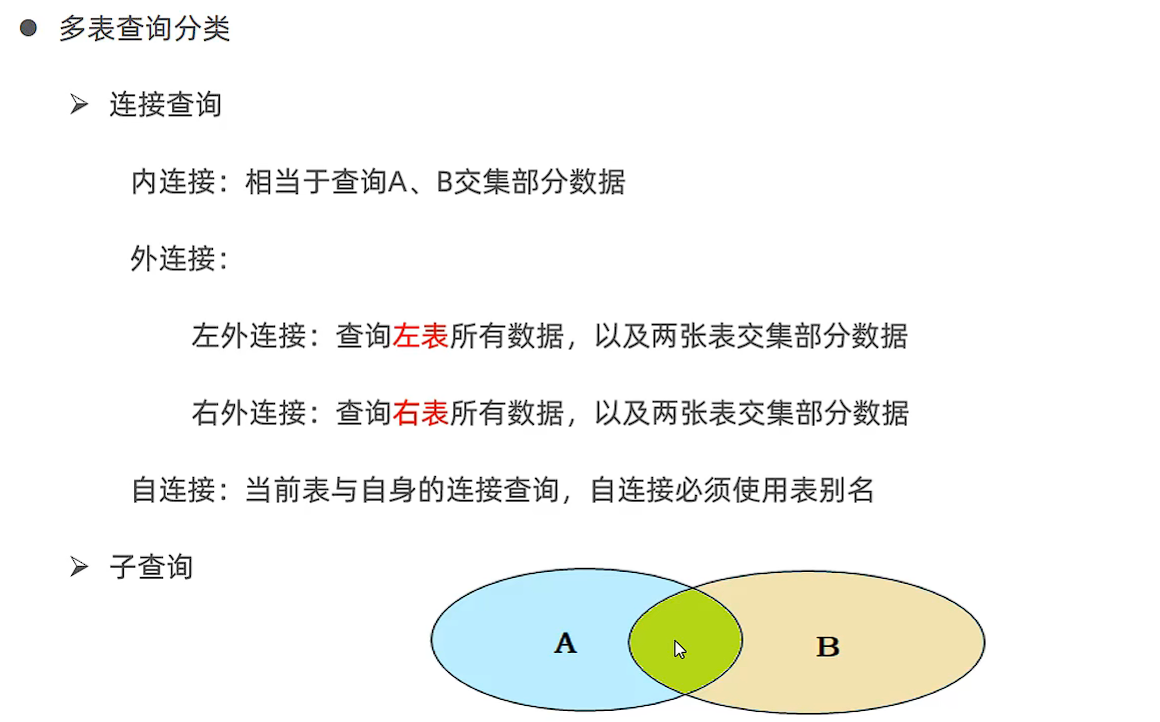 多表查询分类
连接查询
内连接：相当于查询A、B交集部分数据
外连接：
左外连接：查询左表所有数据，以及两张表交集部分数据
右外连接：查询右表所有数据，以及两张表交集部分数据
自连接：当前表与自身的连接查询，自连接必须使用表别名
子查询
A
B